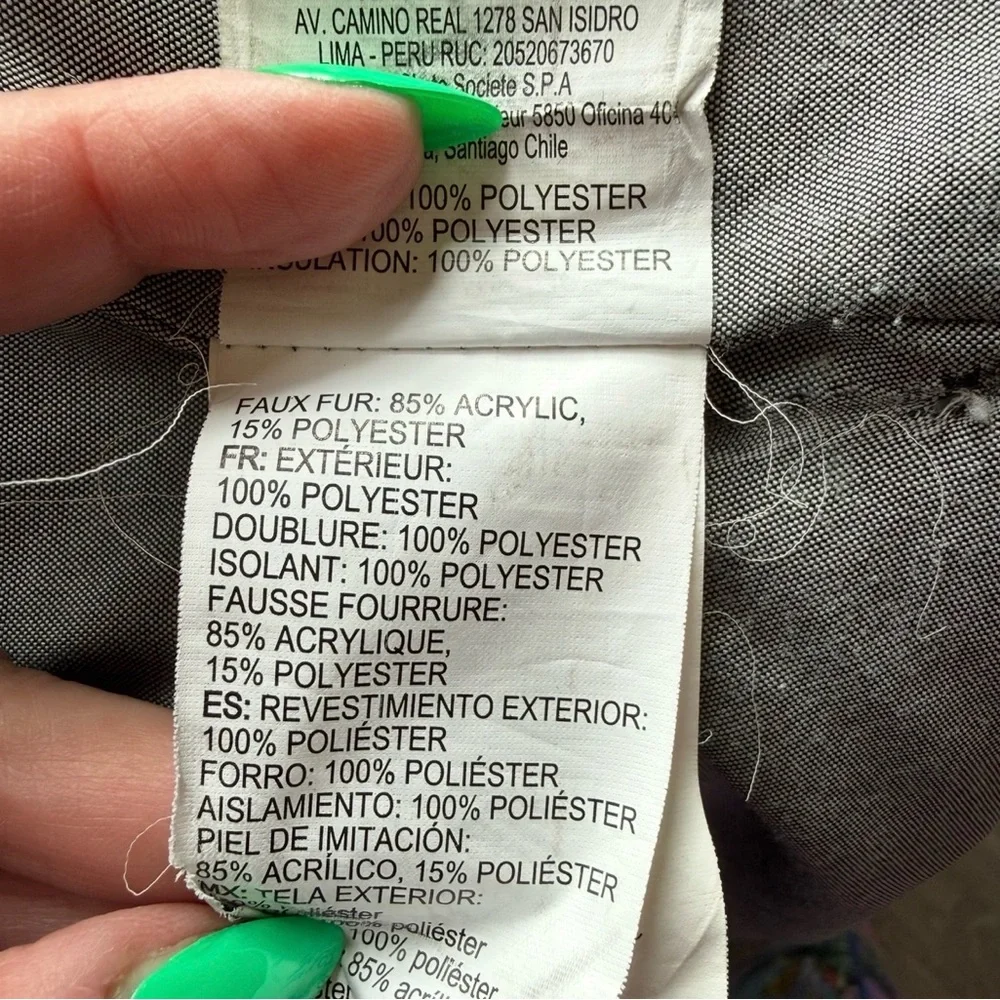 AV. CAMINO REAL 1278 SAN ISIDRO
LIMA - PERU RUC: 20520673670
Societe S.P.A
5850 Oficina
Santiago Chile
100% POLYESTER
POLYESTER
100% POLYESTER
FAUX FUR: 85% ACRYLIC,
15% POLYESTER
FR: EXTÉRIEUR:
100% POLYESTER
DOUBLURE: 100% POLYESTER
ISOLANT: 100% POLYESTER
FAUSSE FOURRURE:
85% ACRYLIQUE,
15% POLYESTER
ES: REVESTIMIENTO EXTERIOR:
100% POLIÉSTER
FORRO: 100% POLIÉSTER
AISLAMIENTO: 100% POLIÉSTER
PIEL DE IMITACIÓN:
85% ACRÍLICO, 15% POLIÉSTER
MX: TELA EXTERIOR:
100% poliéster
100% poliéster
85%